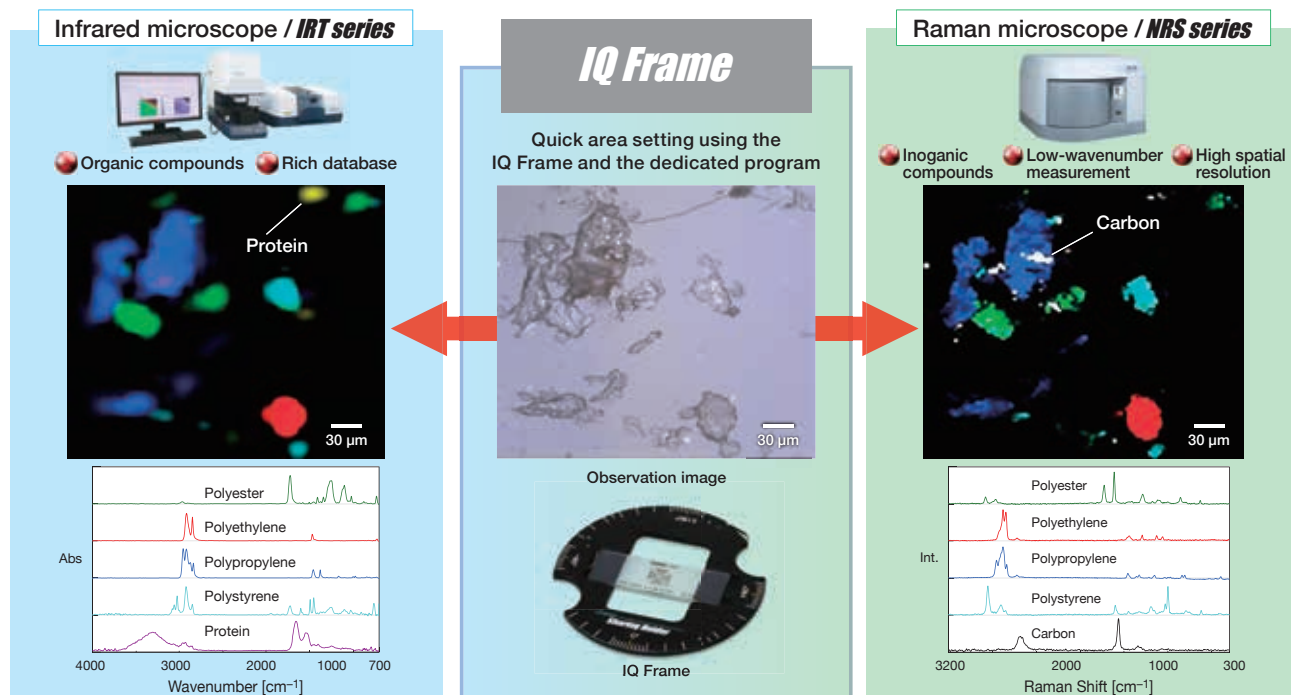 Infrared microscope / IRT series
Organic compounds
Rich database
Protein
30 µm
Polyester
Polyethylene
Polypropylene
Polystyrene
Protein
Abs
4000
3000
2000
1000
700
Wavenumber [cm⁻¹]
IQ Frame
Quick area setting using the
IQ Frame and the dedicated program
30 µm
Observation image
IQ Frame
Raman microscope / NRS series
Inoganic
compounds
Low-wavenumber
measurement
High spatial
resolution
Carbon
30 µm
Polyester
Polyethylene
Polypropylene
Polystyrene
Carbon
Int.
3200
2000
1000
300
Raman Shift [cm⁻¹]